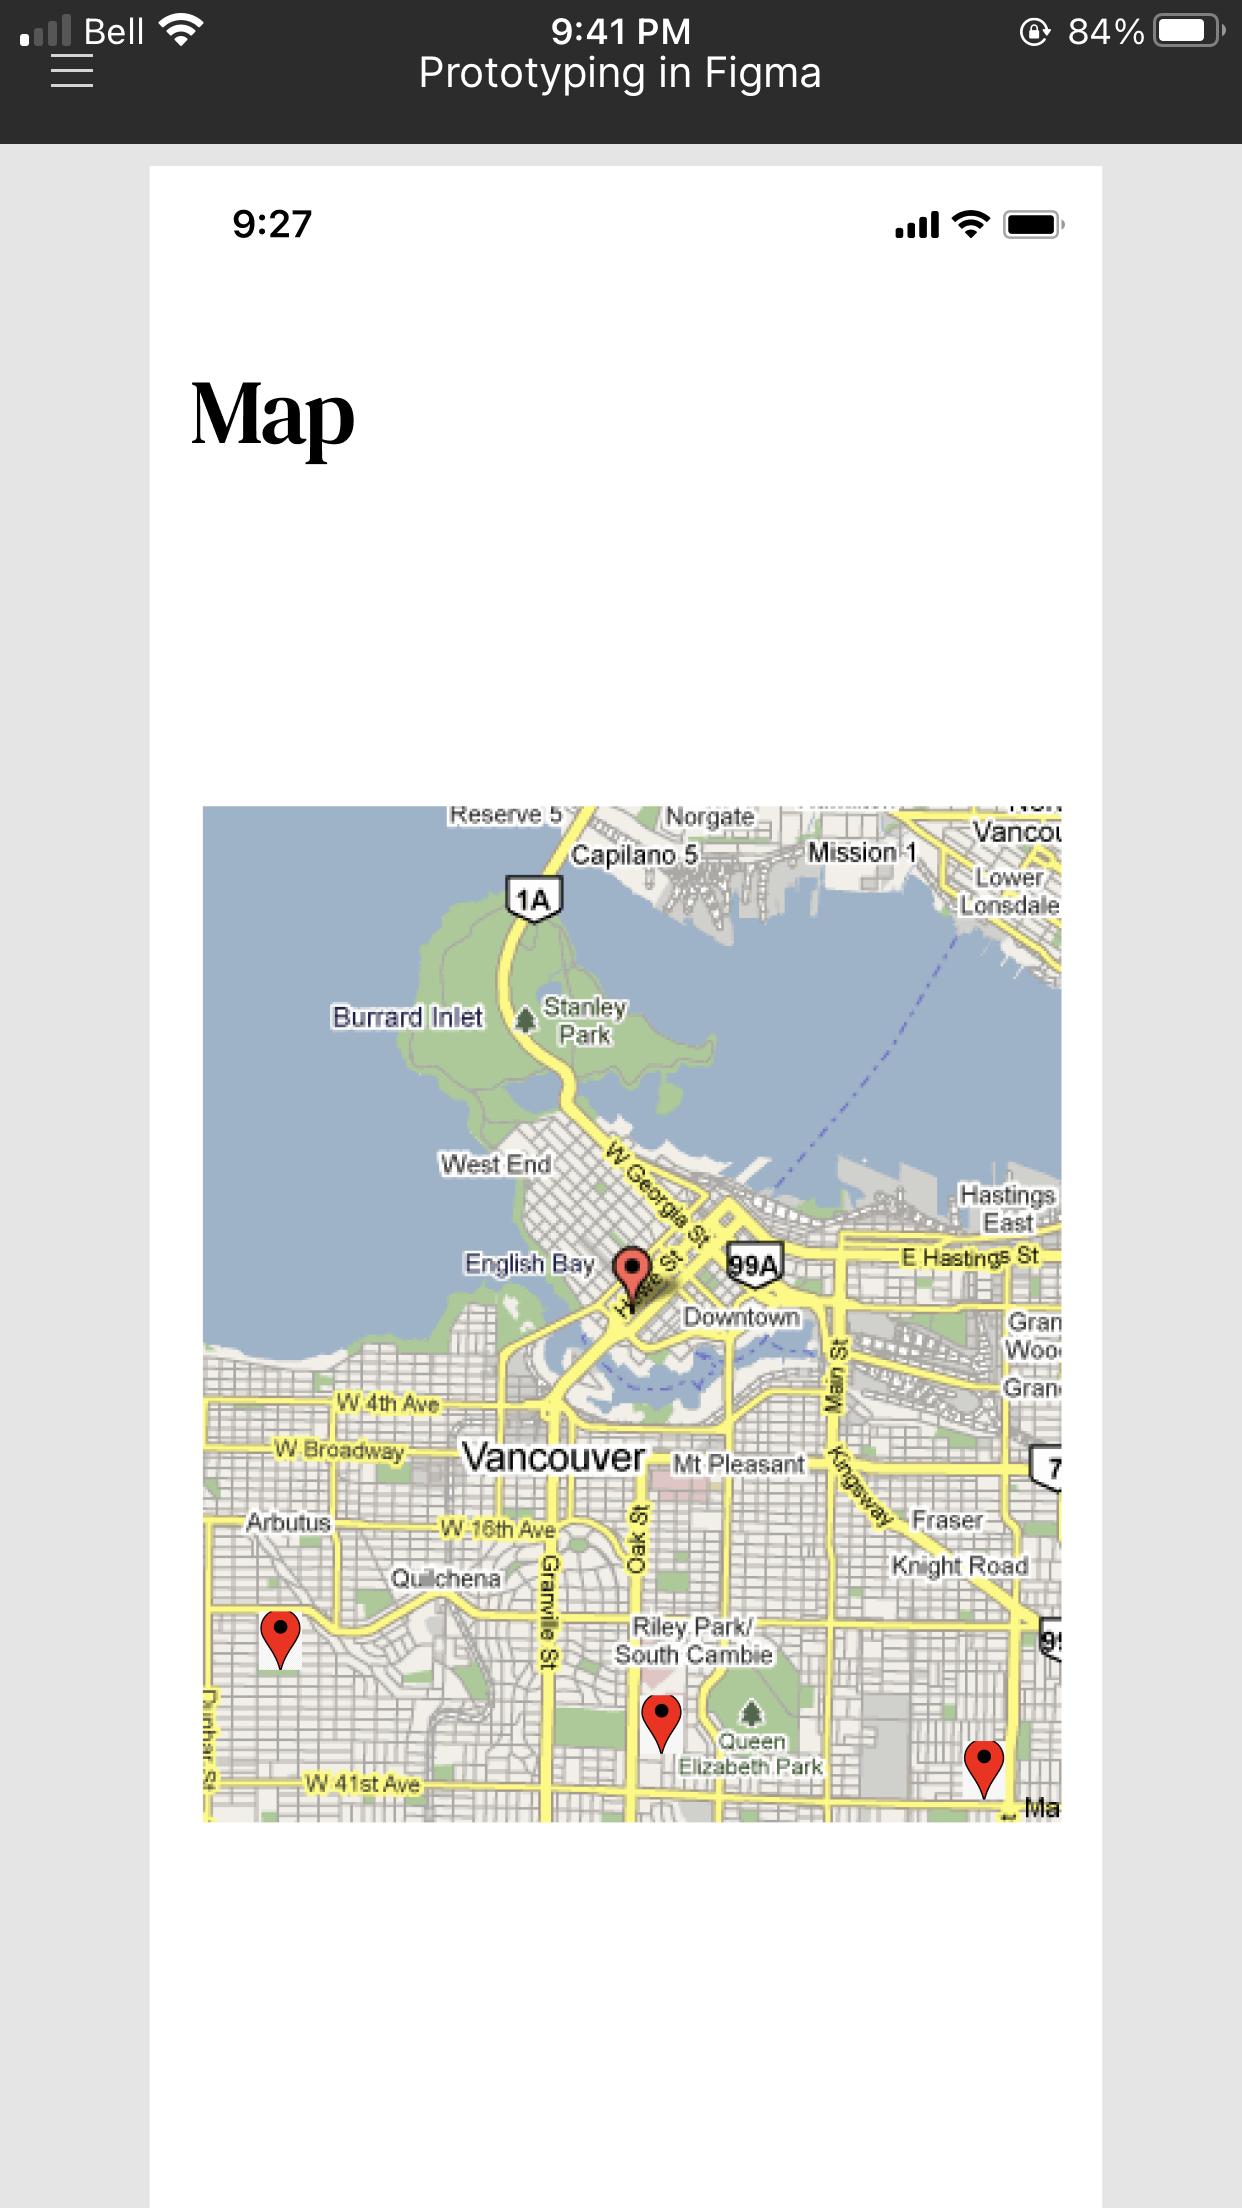 Bell 9:41 PM 84%
Prototyping in Figma
9:27
Map
Reserve 5
Norgate
Vancou
Capilano 5
Mission 1
Lower
Lonsdale
1A
Stanley
Park
Burrard Inlet
West End
W Georgia St
Hastings
East
English Bay
99A
E Hastings St
Downtown
Gran
Woo
Main St
Gran
W 4th Ave
W Broadway
Vancouver
Mt Pleasant
7
Kingsway
Arbutus
W 16th Ave
Oak St
Fraser
Knight Road
Quilchena
Granville St
Riley Park/
South Cambie
99
Dunbar St
Queen
Elizabeth Park
W 41st Ave
Ma